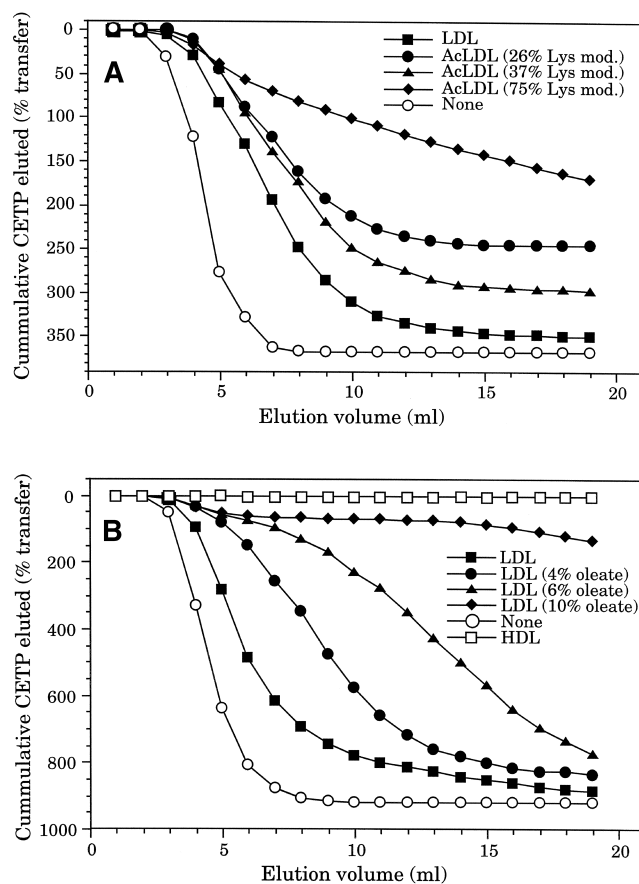 A
Cummulative CETP eluted (% transfer)
0
50
100
150
200
250
300
350
LDL
AcLDL (26% Lys mod.)
AcLDL (37% Lys mod.)
AcLDL (75% Lys mod.)
None
0 5 10 15 20
Elution volume (ml)
B
Cummulative CETP eluted (% transfer)
0
200
400
600
800
1000
LDL
LDL (4% oleate)
LDL (6% oleate)
LDL (10% oleate)
None
HDL
0 5 10 15 20
Elution volume (ml)